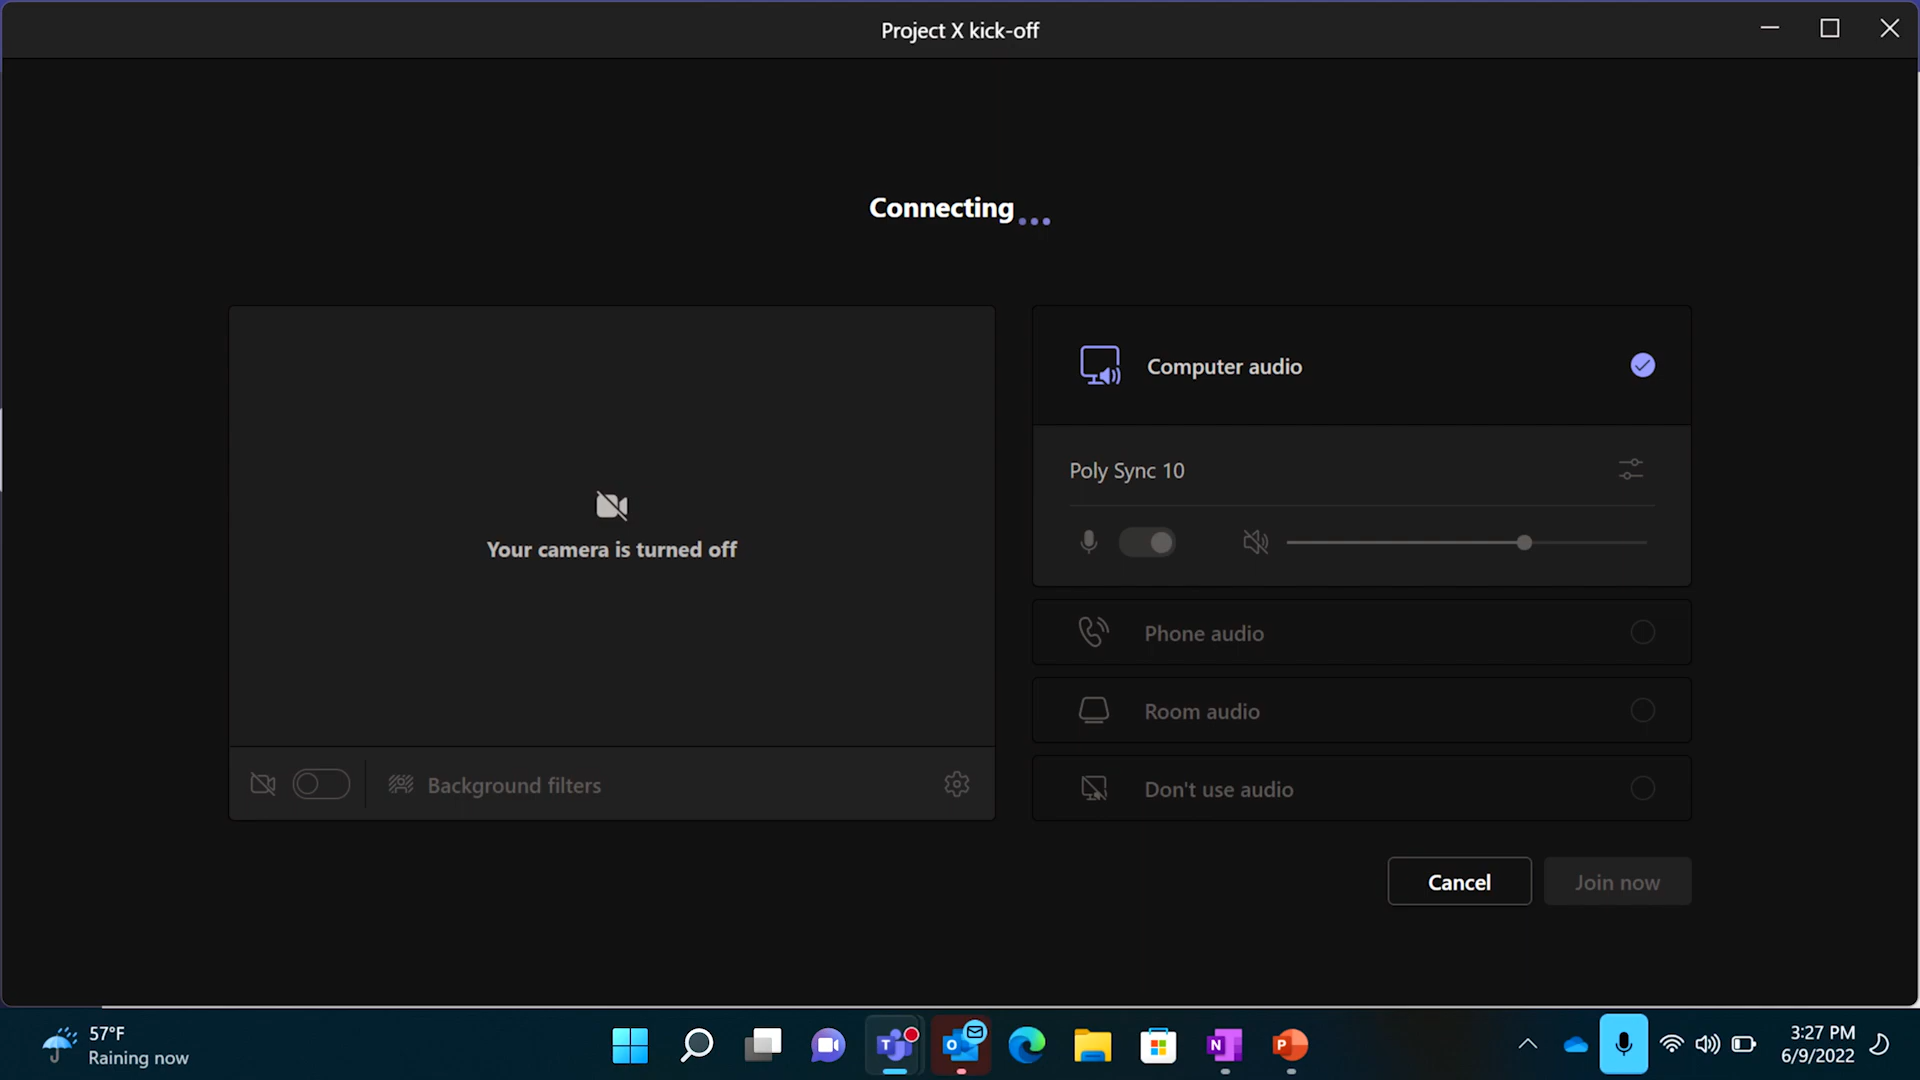 Project X kick-off
Connecting...
Computer audio
Poly Sync 10
Your camera is turned off
Phone audio
Room audio
Background filters
Don't use audio
Cancel
Join now
57°F
Raining now
3:27 PM
6/9/2022